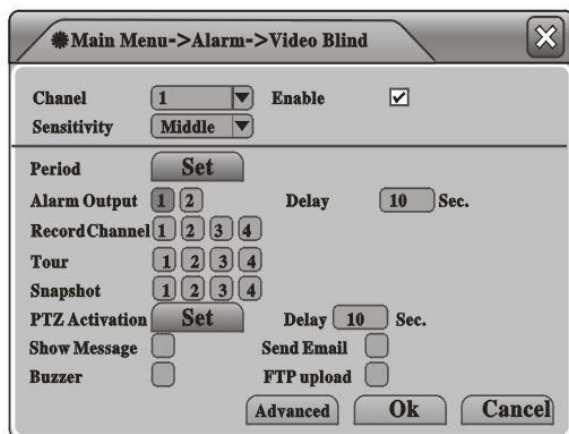 Main Menu->Alarm->Video Blind
Chanel 1 Enable
Sensitivity Middle
Period Set
Alarm Output 1 2 Delay 10 Sec.
RecordChannel 1 2 3 4
Tour 1 2 3 4
Snapshot 1 2 3 4
PTZ Activation Set Delay 10 Sec.
Show Message Send Email
Buzzer FTP upload
Advanced Ok Cancel